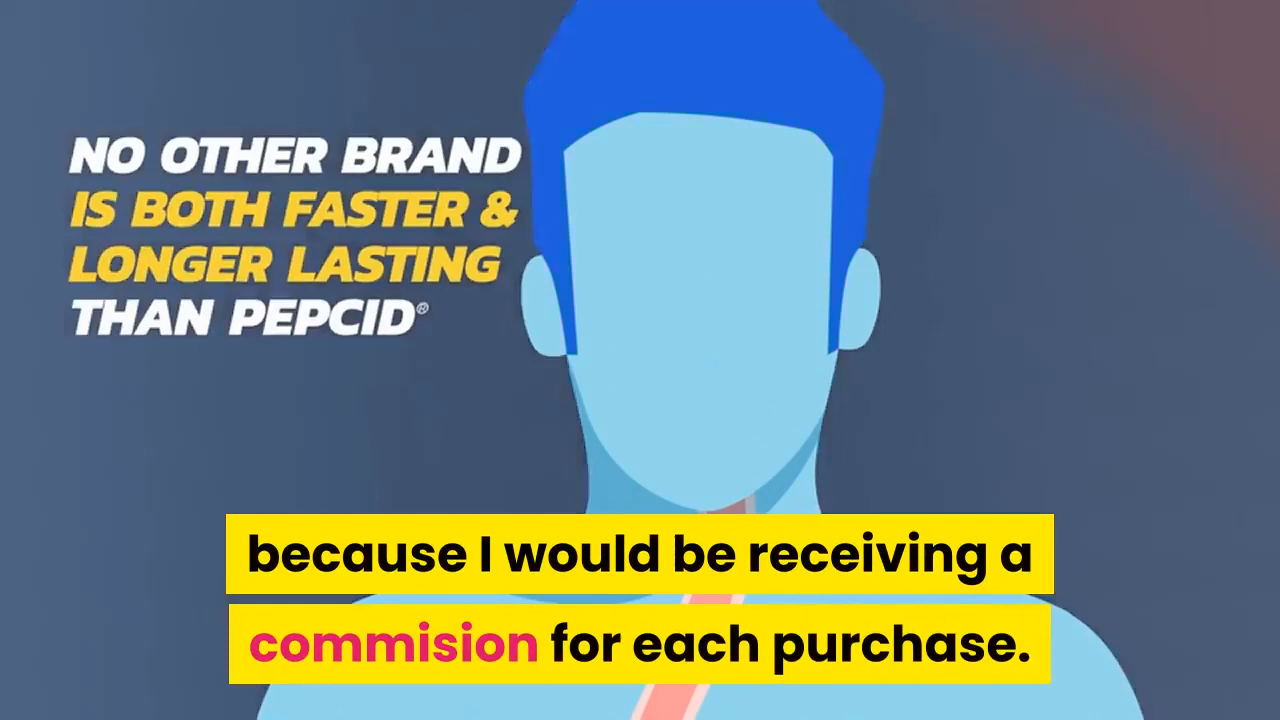 NO OTHER BRAND
IS BOTH FASTER &
LONGER LASTING
THAN PEPCID®
because I would be receiving a
commision for each purchase.